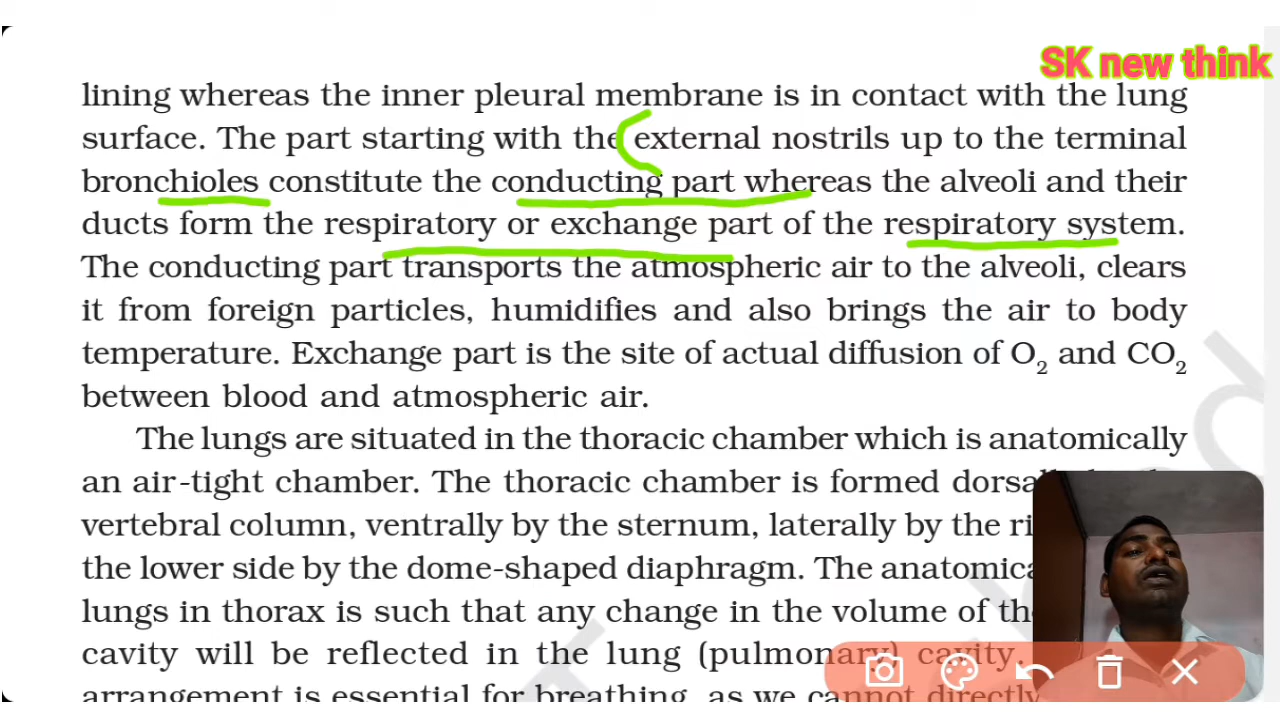 SK new think
lining whereas the inner pleural membrane is in contact with the lung
surface. The part starting with the external nostrils up to the terminal
bronchioles constitute the conducting part whereas the alveoli and their
ducts form the respiratory or exchange part of the respiratory system.
The conducting part transports the atmospheric air to the alveoli, clears
it from foreign particles, humidifies and also brings the air to body
temperature. Exchange part is the site of actual diffusion of O₂ and CO₂
between blood and atmospheric air.
The lungs are situated in the thoracic chamber which is anatomically
an air-tight chamber. The thoracic chamber is formed
vertebral column, ventrally by the sternum, laterally by the
the lower side by the dome-shaped diaphragm. The
lungs in thorax is such that any change in the volume of
cavity will be reflected in the lung (pulmonary) cavity.
arrangement is essential for breathing, as we cannot directly